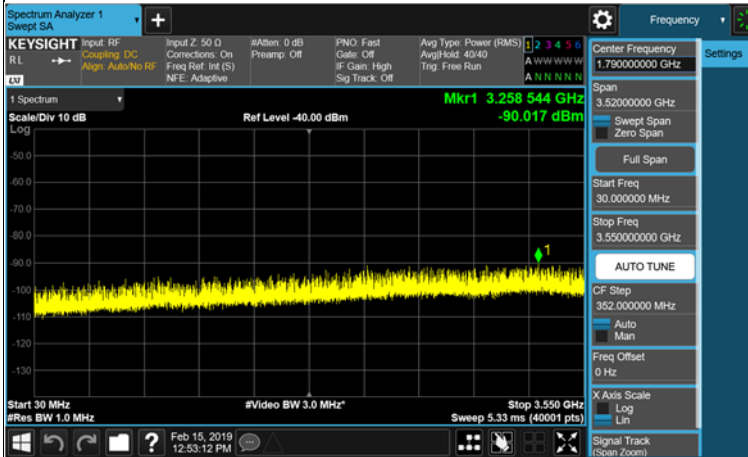 Spectrum Analyzer 1
Swept SA
Frequency
KEYSIGHT
RL
LXI
Input: RF
Coupling: DC
Align: Auto/No RF
Input Z: 50 Ω
Corrections: On
Freq Ref: Int (S)
NFE: Adaptive
#Atten: 0 dB
Preamp: Off
PNO: Fast
Gate: Off
IF Gain: High
Sig Track: Off
Avg Type: Power (RMS)
Avg|Hold: 40/40
Trig: Free Run
1 2 3 4 5 6
A W W W W W
A N N N N N
1 Spectrum
Scale/Div 10 dB
Log
Ref Level -40.00 dBm
Mkr1 3.258 544 GHz
-90.017 dBm
-50.0
-60.0
-70.0
-80.0
-90.0
-100
-110
-120
-130
1
Start 30 MHz
#Res BW 1.0 MHz
#Video BW 3.0 MHz*
Stop 3.550 GHz
Sweep 5.33 ms (40001 pts)
?
Feb 15, 2019
12:53:12 PM
Center Frequency
1.790000000 GHz
Settings
Span
3.52000000 GHz
Swept Span
Zero Span
Full Span
Start Freq
30.000000 MHz
Stop Freq
3.550000000 GHz
AUTO TUNE
CF Step
352.000000 MHz
Auto
Man
Freq Offset
0 Hz
X Axis Scale
Log
Lin
Signal Track
(Span Zoom)